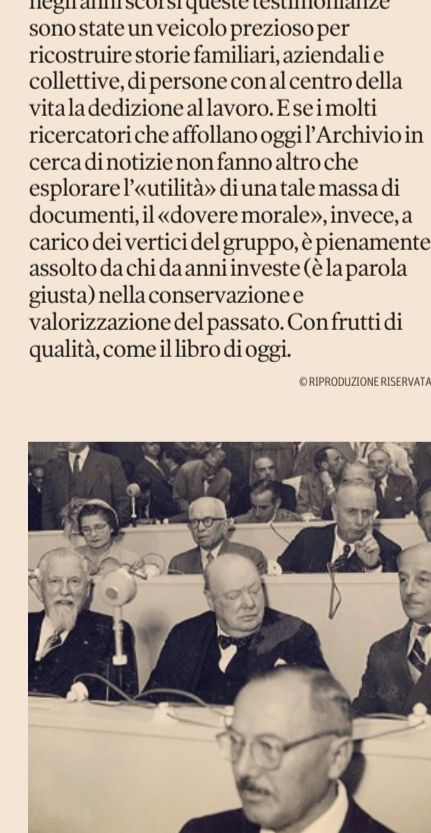 negli anni scorsi queste testimonianze
sono state un veicolo prezioso per
ricostruire storie familiari, aziendali e
collettive, di persone con al centro della
vita la dedizione al lavoro. E se i molti
ricercatori che affollano oggi l'Archivio in
cerca di notizie non fanno altro che
esplorare l'«utilità» di una tale massa di
documenti, il «dovere morale», invece, a
carico dei vertici del gruppo, è pienamente
assolto da chi da anni investe (è la parola
giusta) nella conservazione e
valorizzazione del passato. Con frutti di
qualità, come il libro di oggi.
© RIPRODUZIONE RISERVATA